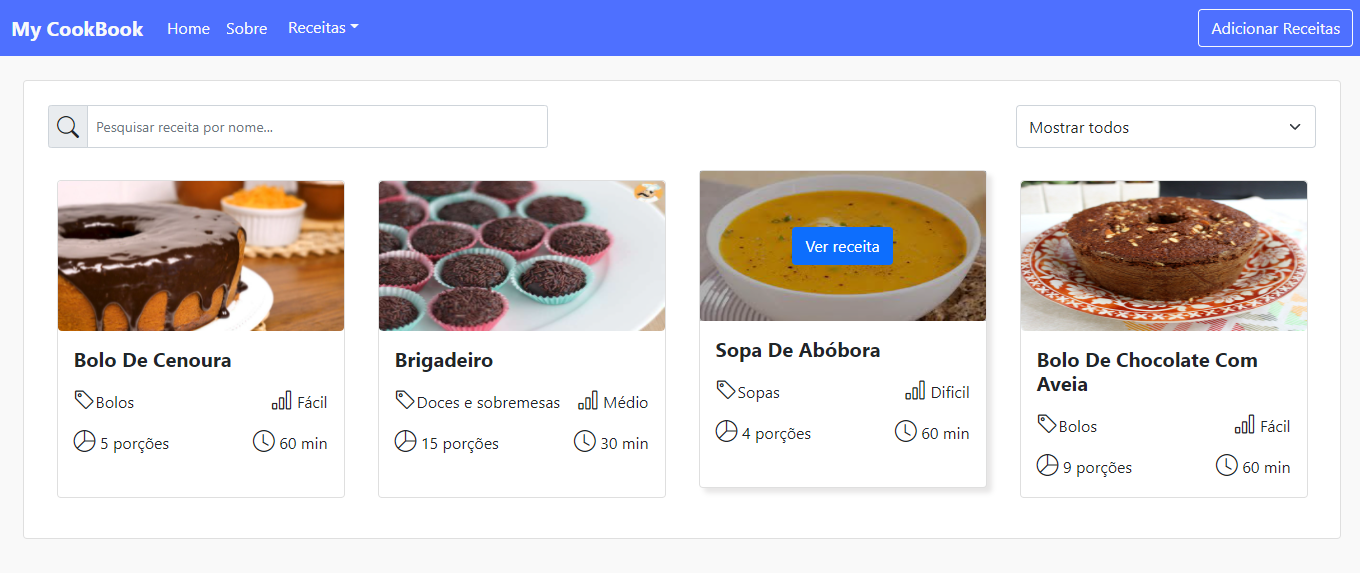 My CookBook Home Sobre Receitas Adicionar Receitas
Pesquisar receita por nome... Mostrar todos
Bolo De Cenoura
Bolos Fácil
5 porções 60 min
Brigadeiro
Doces e sobremesas Médio
15 porções 30 min
Ver receita
Sopa De Abóbora
Sopas Dificil
4 porções 60 min
Bolo De Chocolate Com
Aveia
Bolos Fácil
9 porções 60 min